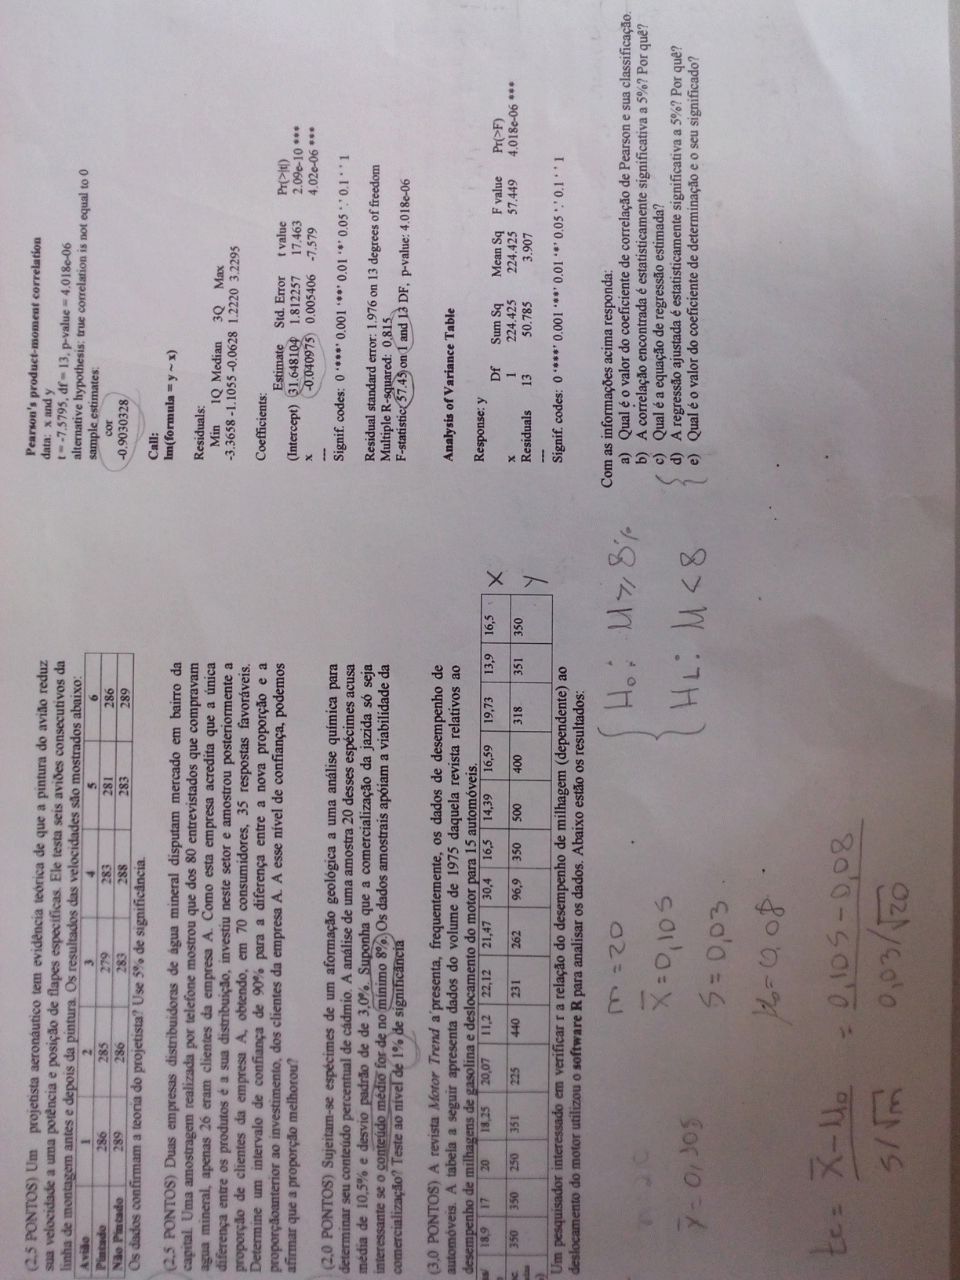 (2,5 PONTOS) Um projetista aeronáutico tem evidência teórica de que a pintura do avião reduz
sua velocidade a uma potência e posição de flapes específicas. Ele testa seis aviões consecutivos da
linha de montagem antes e depois da pintura. Os resultados das velocidades são mostrados abaixo:
Avião 1 2 3 4 5 6
Pintado 286 285 279 283 281 286
Não Pintado 289 286 283 288 283 289
Os dados confirmam a teoria do projetista? Use 5% de significância.
(2,5 PONTOS) Duas empresas distribuidoras de água mineral disputam mercado em bairro da
capital. Uma amostragem realizada por telefone mostrou que dos 80 entrevistados que compravam
agua mineral, apenas 26 eram clientes da empresa A. Como esta empresa acredita que a única
diferença entre os produtos é a sua distribuição, investiu neste setor e amostrou posteriormente a
proporção de clientes da empresa A, obtendo, em 70 consumidores, 35 respostas favoráveis.
Determine um intervalo de confiança de 90% para a diferença entre a nova proporção e a
proporçãoanterior ao investimento, dos clientes da empresa A. A esse nível de confiança, podemos
afirmar que a proporção melhorou?
(2,0 PONTOS) Sujeitam-se espécimes de um aformação geológica a uma análise química para
determinar seu conteúdo percentual de cádmio. A análise de uma amostra 20 desses espécimes acusa
média de 10,5% e desvio padrão de de 3,0%. Suponha que a comercialização da jazida só seja
interessante se o conteúdo médio for de no mínimo 8%. Os dados amostrais apóiam a viabilidade da
comercialização? Teste ao nível de 1% de significância
(3,0 PONTOS) A revista Motor Trend a presenta, frequentemente, os dados de desempenho de
automóveis. A tabela a seguir apresenta dados do volume de 1975 daquela revista relativos ao
desempenho de milhagens de gasolina e deslocamento do motor para 15 automóveis.
18,9 17 20 18,25 20,07 11,2 22,12 21,47 30,4 16,5 14,39 16,59 19,73 13,9 16,5 X
350 350 250 351 225 440 231 262 96,9 350 500 400 318 351 350 Y
Um pesquisador interessado em verificar r a relação do desempenho de milhagem (dependente) ao
deslocamento do motor utilizou o software R para analisar os dados. Abaixo estão os resultados:
n = 20
ȳ = 0,105
n = 20
x̄ = 0,105
s = 0,03
μ₀ = 0,08
H₀: μ ≥ 8%
H1: μ < 8
tc = x̄ - μ₀ = 0,105 - 0,08
s/√n 0,03/√20
Pearson's product-moment correlation
data: x and y
t = -7.5795, df = 13, p-value = 4.018e-06
alternative hypothesis: true correlation is not equal to 0
sample estimates:
cor
-0.9030328
Call:
lm(formula = y ~ x)
Residuals:
Min 1Q Median 3Q Max
-3.3658 -1.1055 -0.0628 1.2220 3.2295
Coefficients:
Estimate Std. Error t value Pr(>|t|)
(Intercept) 31.648104 1.812257 17.463 2.09e-10 ***
x -0.040975 0.005406 -7.579 4.02e-06 ***
---
Signif. codes: 0 '***' 0.001 '**' 0.01 '*' 0.05 '.' 0.1 ' ' 1
Residual standard error: 1.976 on 13 degrees of freedom
Multiple R-squared: 0,815
F-statistic: 57.45 on 1 and 13 DF, p-value: 4.018e-06
Analysis of Variance Table
Response: y
Df Sum Sq Mean Sq F value Pr(>F)
x 1 224.425 224.425 57.449 4.018e-06 ***
Residuals 13 50.785 3.907
---
Signif. codes: 0 '***' 0.001 '**' 0.01 '*' 0.05 '.' 0.1 ' ' 1
Com as informações acima responda:
a) Qual é o valor do coeficiente de correlação de Pearson e sua classificação.
b) A correlação encontrada é estatisticamente significativa a 5%? Por quê?
c) Qual é a equação de regressão estimada?
d) A regressão ajustada é estatisticamente significativa a 5%? Por quê?
e) Qual é o valor do coeficiente de determinação e o seu significado?